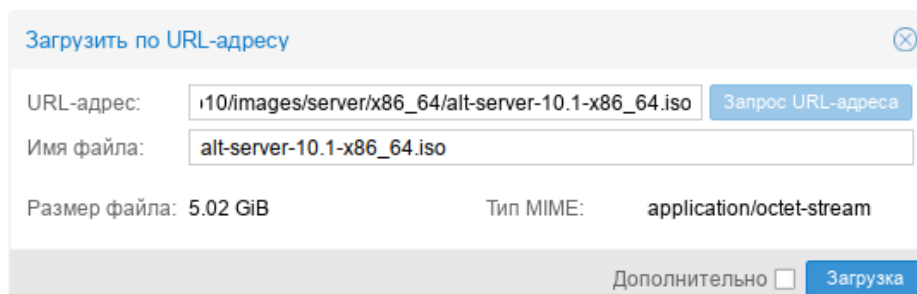 Загрузить по URL-адресу
URL-адрес: 10/images/server/x86_64/alt-server-10.1-x86_64.iso Запрос URL-адреса
Имя файла: alt-server-10.1-x86_64.iso
Размер файла: 5.02 GiB Тип MIME: application/octet-stream
Дополнительно Загрузка